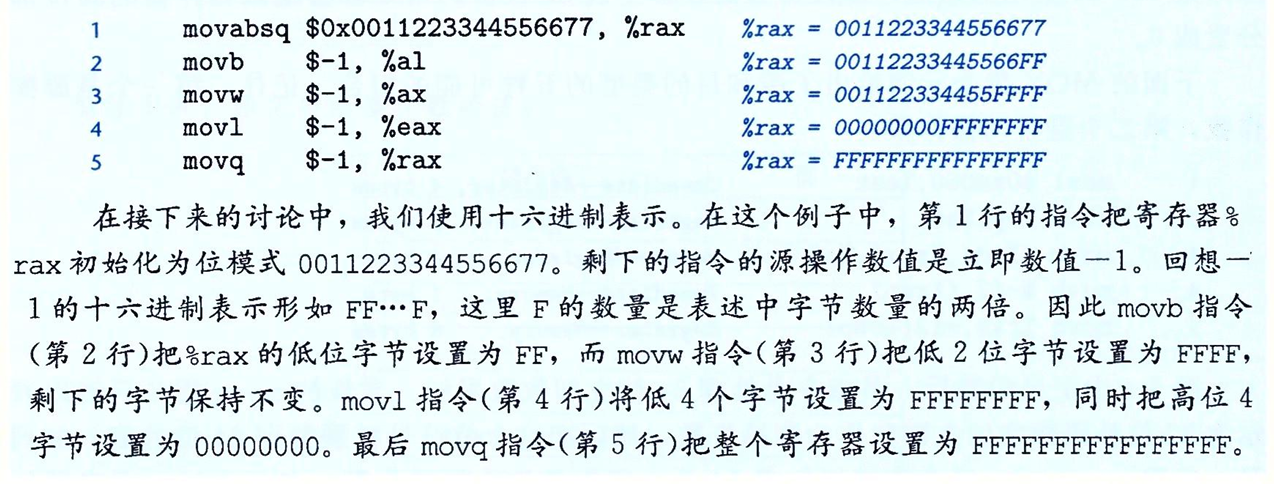 1 movabsq $0x0011223344556677, %rax %rax = 0011223344556677
2 movb $-1, %al %rax = 00112233445566FF
3 movw $-1, %ax %rax = 001122334455FFFF
4 movl $-1, %eax %rax = 00000000FFFFFFFF
5 movq $-1, %rax %rax = FFFFFFFFFFFFFFFF
在接下来的讨论中，我们使用十六进制表示。在这个例子中，第 1 行的指令把寄存器%
rax 初始化为位模式 0011223344556677。剩下的指令的源操作数值是立即数值－1。回想－
1 的十六进制表示形如 FF…F，这里 F 的数量是表述中字节数量的两倍。因此 movb 指令
(第 2 行)把%rax 的低位字节设置为 FF，而 movw 指令(第 3 行)把低 2 位字节设置为 FFFF，
剩下的字节保持不变。movl 指令(第 4 行)将低 4 个字节设置为 FFFFFFFF，同时把高位 4
字节设置为 00000000。最后 movq 指令(第 5 行)把整个寄存器设置为 FFFFFFFFFFFFFFFF。